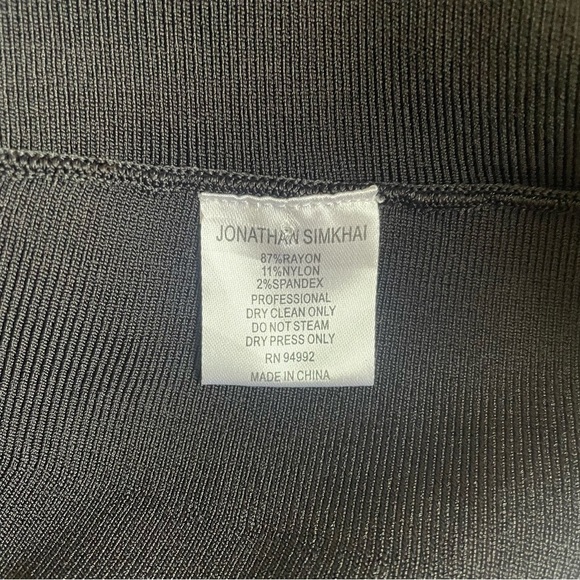 JONATHAN SIMKHAI
87%RAYON
11%NYLON
2%SPANDEX
PROFESSIONAL
DRY CLEAN ONLY
DO NOT STEAM
DRY PRESS ONLY
RN 94992
MADE IN CHINA